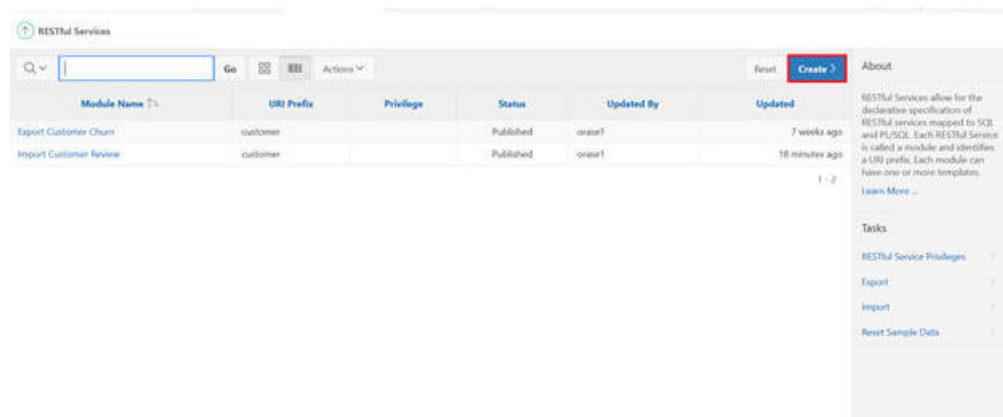 RESTful Services
Go
Actions
Reset
Create
Module Name
URI Prefix
Privilege
Status
Updated By
Updated
Export Customer Churn
customer
Published
orase1
7 weeks ago
Import Customer Review
customer
Published
orase1
18 minutes ago
1 - 2
About
RESTful Services allow for the
declarative specification of
RESTful services mapped to SQL
and PL/SQL. Each RESTful Service
is called a module and identifies
a URI prefix. Each module can
have one or more templates.
Learn More ...
Tasks
RESTful Service Privileges
Export
Import
Reset Sample Data